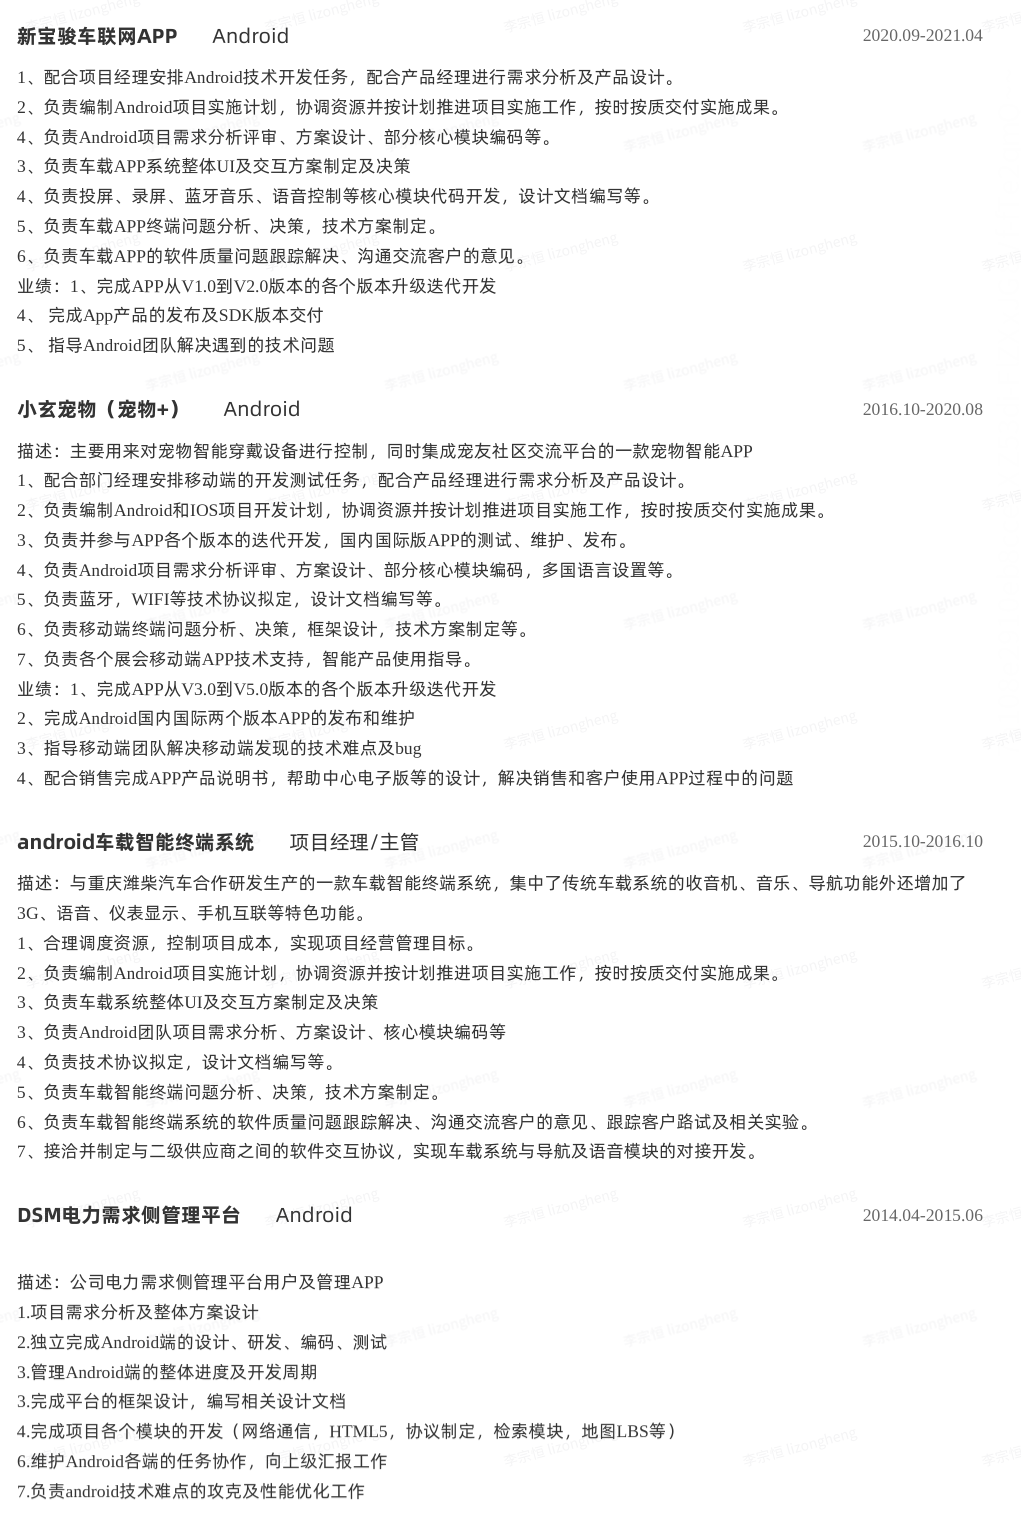 新宝骏车联网APP Android 2020.09-2021.04
1、配合项目经理安排Android技术开发任务，配合产品经理进行需求分析及产品设计。
2、负责编制Android项目实施计划，协调资源并按计划推进项目实施工作，按时按质交付实施成果。
4、负责Android项目需求分析评审、方案设计、部分核心模块编码等。
3、负责车载APP系统整体UI及交互方案制定及决策
4、负责投屏、录屏、蓝牙音乐、语音控制等核心模块代码开发，设计文档编写等。
5、负责车载APP终端问题分析、决策，技术方案制定。
6、负责车载APP的软件质量问题跟踪解决、沟通交流客户的意见。
业绩：1、完成APP从V1.0到V2.0版本的各个版本升级迭代开发
4、 完成App产品的发布及SDK版本交付
5、 指导Android团队解决遇到的技术问题
小玄宠物（宠物+） Android 2016.10-2020.08
描述：主要用来对宠物智能穿戴设备进行控制，同时集成宠友社区交流平台的一款宠物智能APP
1、配合部门经理安排移动端的开发测试任务，配合产品经理进行需求分析及产品设计。
2、负责编制Android和IOS项目开发计划，协调资源并按计划推进项目实施工作，按时按质交付实施成果。
3、负责并参与APP各个版本的迭代开发，国内国际版APP的测试、维护、发布。
4、负责Android项目需求分析评审、方案设计、部分核心模块编码，多国语言设置等。
5、负责蓝牙，WIFI等技术协议拟定，设计文档编写等。
6、负责移动端终端问题分析、决策，框架设计，技术方案制定等。
7、负责各个展会移动端APP技术支持，智能产品使用指导。
业绩：1、完成APP从V3.0到V5.0版本的各个版本升级迭代开发
2、完成Android国内国际两个版本APP的发布和维护
3、指导移动端团队解决移动端发现的技术难点及bug
4、配合销售完成APP产品说明书，帮助中心电子版等的设计，解决销售和客户使用APP过程中的问题
android车载智能终端系统 项目经理/主管 2015.10-2016.10
描述：与重庆潍柴汽车合作研发生产的一款车载智能终端系统，集中了传统车载系统的收音机、音乐、导航功能外还增加了
3G、语音、仪表显示、手机互联等特色功能。
1、合理调度资源，控制项目成本，实现项目经营管理目标。
2、负责编制Android项目实施计划，协调资源并按计划推进项目实施工作，按时按质交付实施成果。
3、负责车载系统整体UI及交互方案制定及决策
3、负责Android团队项目需求分析、方案设计、核心模块编码等
4、负责技术协议拟定，设计文档编写等。
5、负责车载智能终端问题分析、决策，技术方案制定。
6、负责车载智能终端系统的软件质量问题跟踪解决、沟通交流客户的意见、跟踪客户路试及相关实验。
7、接洽并制定与二级供应商之间的软件交互协议，实现车载系统与导航及语音模块的对接开发。
DSM电力需求侧管理平台 Android 2014.04-2015.06
描述：公司电力需求侧管理平台用户及管理APP
1.项目需求分析及整体方案设计
2.独立完成Android端的设计、研发、编码、测试
3.管理Android端的整体进度及开发周期
3.完成平台的框架设计，编写相关设计文档
4.完成项目各个模块的开发（网络通信，HTML5，协议制定，检索模块，地图LBS等）
6.维护Android各端的任务协作，向上级汇报工作
7.负责android技术难点的攻克及性能优化工作